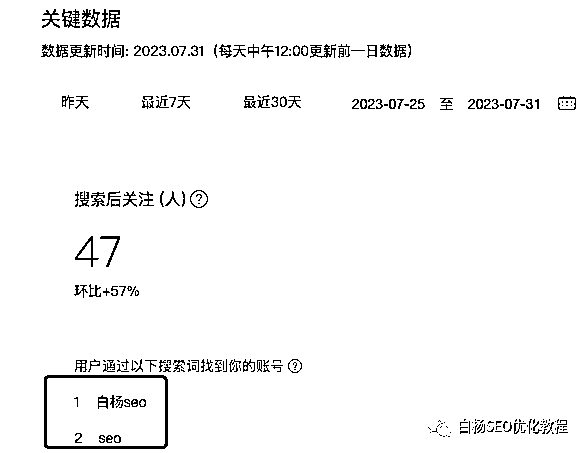 关键数据
数据更新时间: 2023.07.31（每天中午12:00更新前一日数据）
昨天 最近7天 最近30天 2023-07-25 至 2023-07-31
搜索后关注 (人) ?
47
环比+57%
用户通过以下搜索词找到你的账号 ?
1 白杨seo
2 seo
白杨SEO优化教程